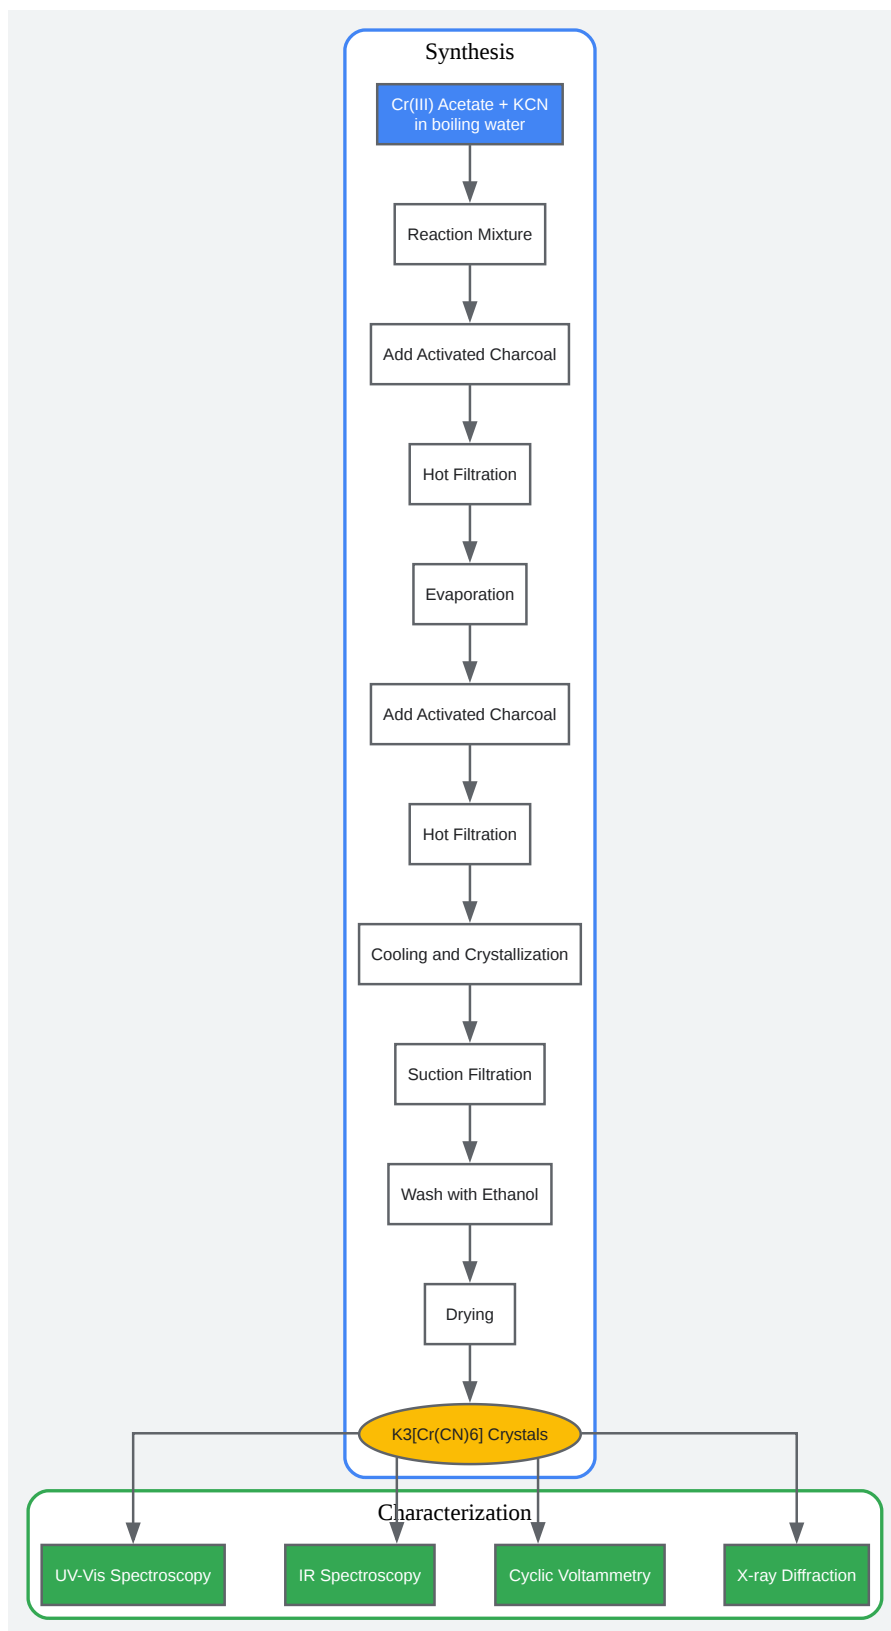 Synthesis
Cr(III) Acetate + KCN
in boiling water
Reaction Mixture
Add Activated Charcoal
Hot Filtration
Evaporation
Add Activated Charcoal
Hot Filtration
Cooling and Crystallization
Suction Filtration
Wash with Ethanol
Drying
K3[Cr(CN)6] Crystals
Characterization
UV-Vis Spectroscopy
IR Spectroscopy
Cyclic Voltammetry
X-ray Diffraction